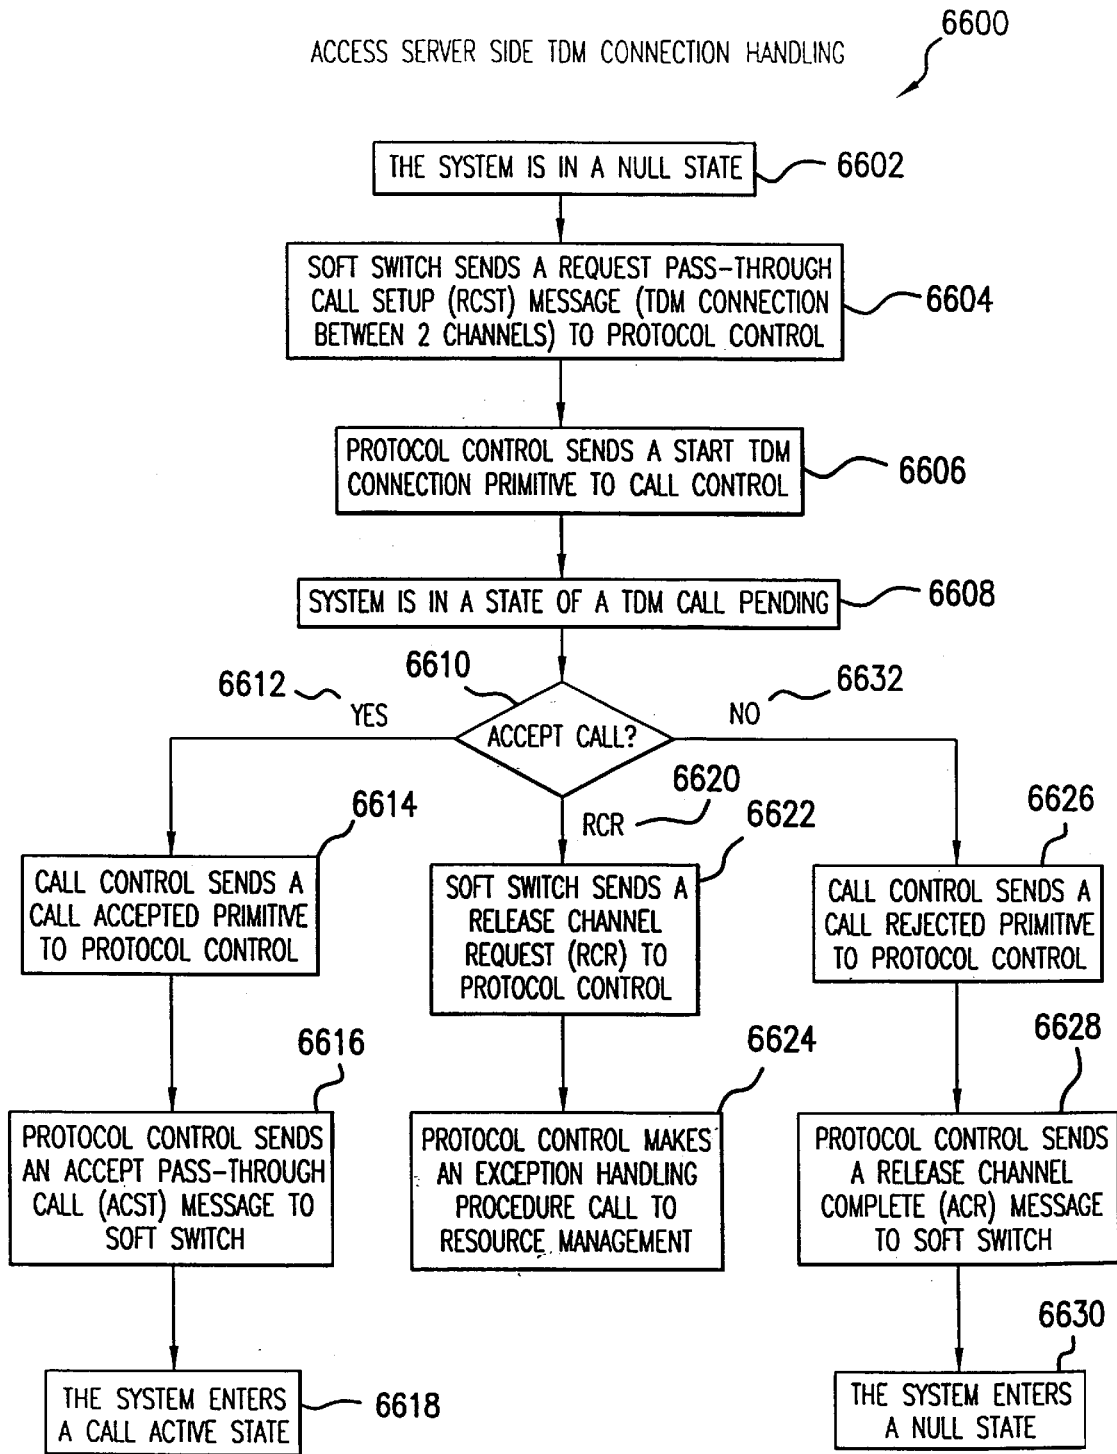 6600
ACCESS SERVER SIDE TDM CONNECTION HANDLING
THE SYSTEM IS IN A NULL STATE
6602
SOFT SWITCH SENDS A REQUEST PASS-THROUGH
CALL SETUP (RCST) MESSAGE (TDM CONNECTION
BETWEEN 2 CHANNELS) TO PROTOCOL CONTROL
6604
PROTOCOL CONTROL SENDS A START TDM
CONNECTION PRIMITIVE TO CALL CONTROL
6606
SYSTEM IS IN A STATE OF A TDM CALL PENDING
6608
6610
ACCEPT CALL?
6612
YES
6632
NO
6620
RCR
6614
CALL CONTROL SENDS A
CALL ACCEPTED PRIMITIVE
TO PROTOCOL CONTROL
6622
SOFT SWITCH SENDS A
RELEASE CHANNEL
REQUEST (RCR) TO
PROTOCOL CONTROL
6626
CALL CONTROL SENDS A
CALL REJECTED PRIMITIVE
TO PROTOCOL CONTROL
6616
PROTOCOL CONTROL SENDS
AN ACCEPT PASS-THROUGH
CALL (ACST) MESSAGE TO
SOFT SWITCH
6624
PROTOCOL CONTROL MAKES
AN EXCEPTION HANDLING
PROCEDURE CALL TO
RESOURCE MANAGEMENT
6628
PROTOCOL CONTROL SENDS
A RELEASE CHANNEL
COMPLETE (ACR) MESSAGE
TO SOFT SWITCH
THE SYSTEM ENTERS
A CALL ACTIVE STATE
6618
6630
THE SYSTEM ENTERS
A NULL STATE